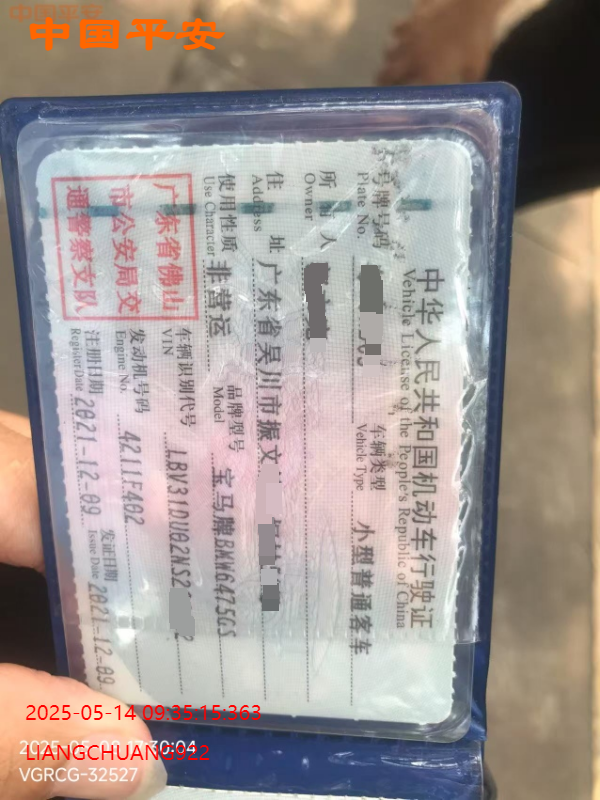 中国平安
中国平安
中华人民共和国机动车行驶证
Vehicle License of the People's Republic of China
号牌号码
Plate No.
车辆类型
Vehicle Type
小型普通客车
所有人
Owner
住址
Address
广东省吴川市振文
使用性质
Use Character
非营运
品牌型号
Model
宝马牌BMW6475GS
车辆识别代号
VIN
LBV31DU02NS2
发动机号码
Engine No.
4211F402
注册日期
Register Date
2021-12-09
发证日期
Issue Date
2021-12-09
广东省佛山
市公安局交
通警察支队
2025-05-14 09:35:15:363
LIANGCHUANG922
VGRCG-32527